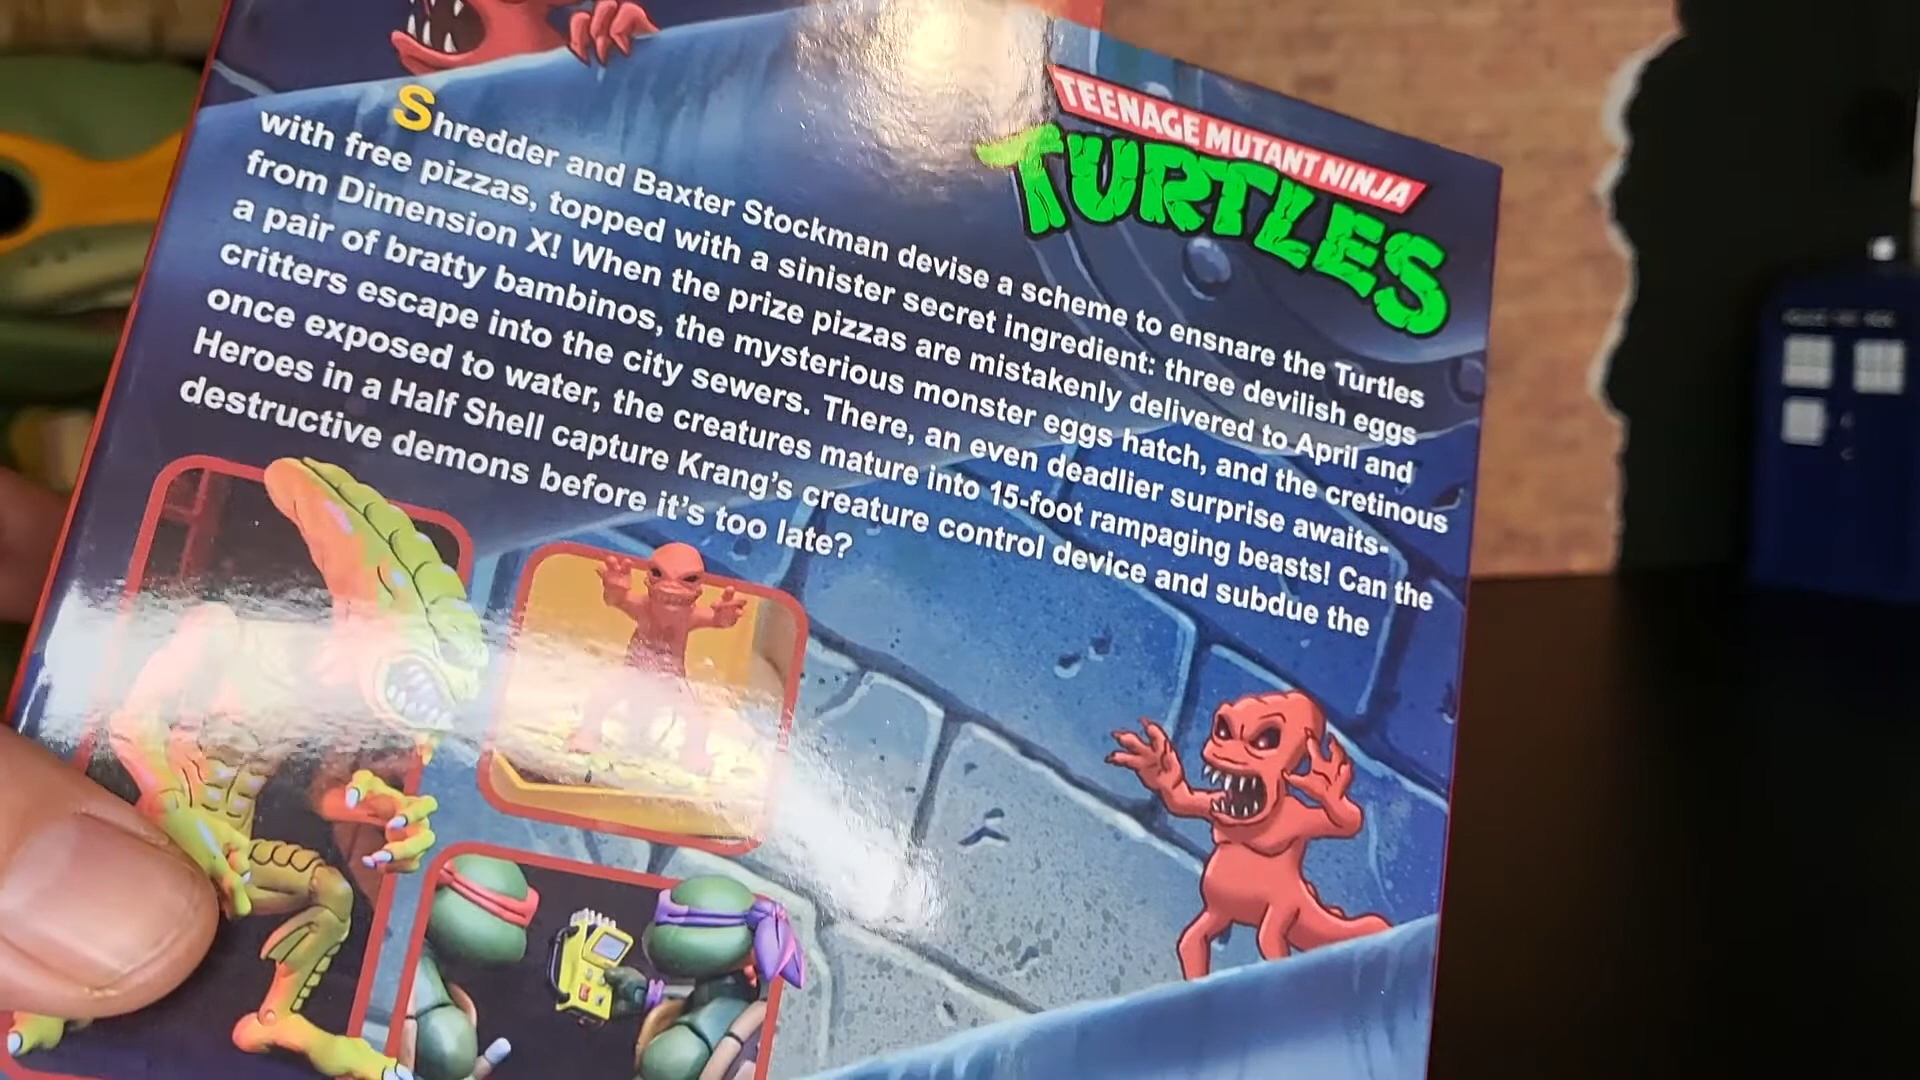 TEENAGE MUTANT NINJA
TURTLES
Shredder and Baxter Stockman devise a scheme to ensnare the Turtles
with free pizzas, topped with a sinister secret ingredient: three devilish eggs
from Dimension X! When the prize pizzas are mistakenly delivered to April and
a pair of bratty bambinos, the mysterious monster eggs hatch, and the cretinous
critters escape into the city sewers. There, an even deadlier surprise awaits-
once exposed to water, the creatures mature into 15-foot rampaging beasts! Can the
Heroes in a Half Shell capture Krang's creature control device and subdue the
destructive demons before it's too late?